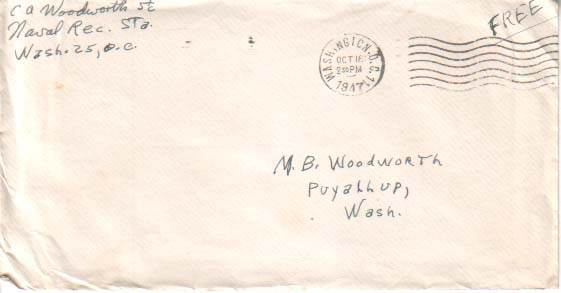 C A Woodworth St
Naval Rec. Sta.
Wash. 25, D.C.
FREE
WASHINGTON, D.C.
OCT 16
2 30 PM
1947
M. B. Woodworth
Puyallup,
Wash.